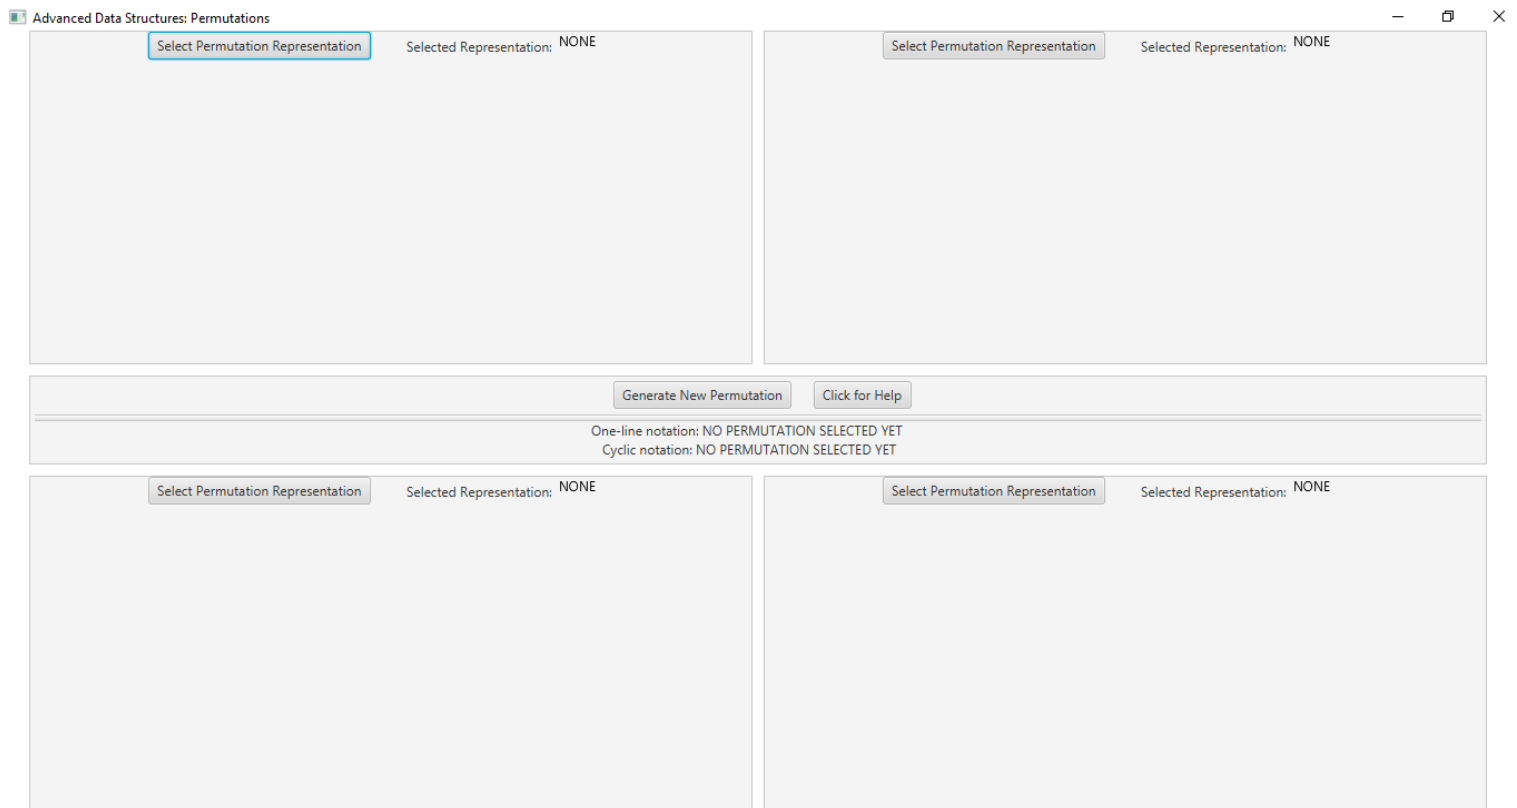 Advanced Data Structures: Permutations
Select Permutation Representation Selected Representation: NONE
Select Permutation Representation Selected Representation: NONE
Generate New Permutation Click for Help
One-line notation: NO PERMUTATION SELECTED YET
Cyclic notation: NO PERMUTATION SELECTED YET
Select Permutation Representation Selected Representation: NONE
Select Permutation Representation Selected Representation: NONE